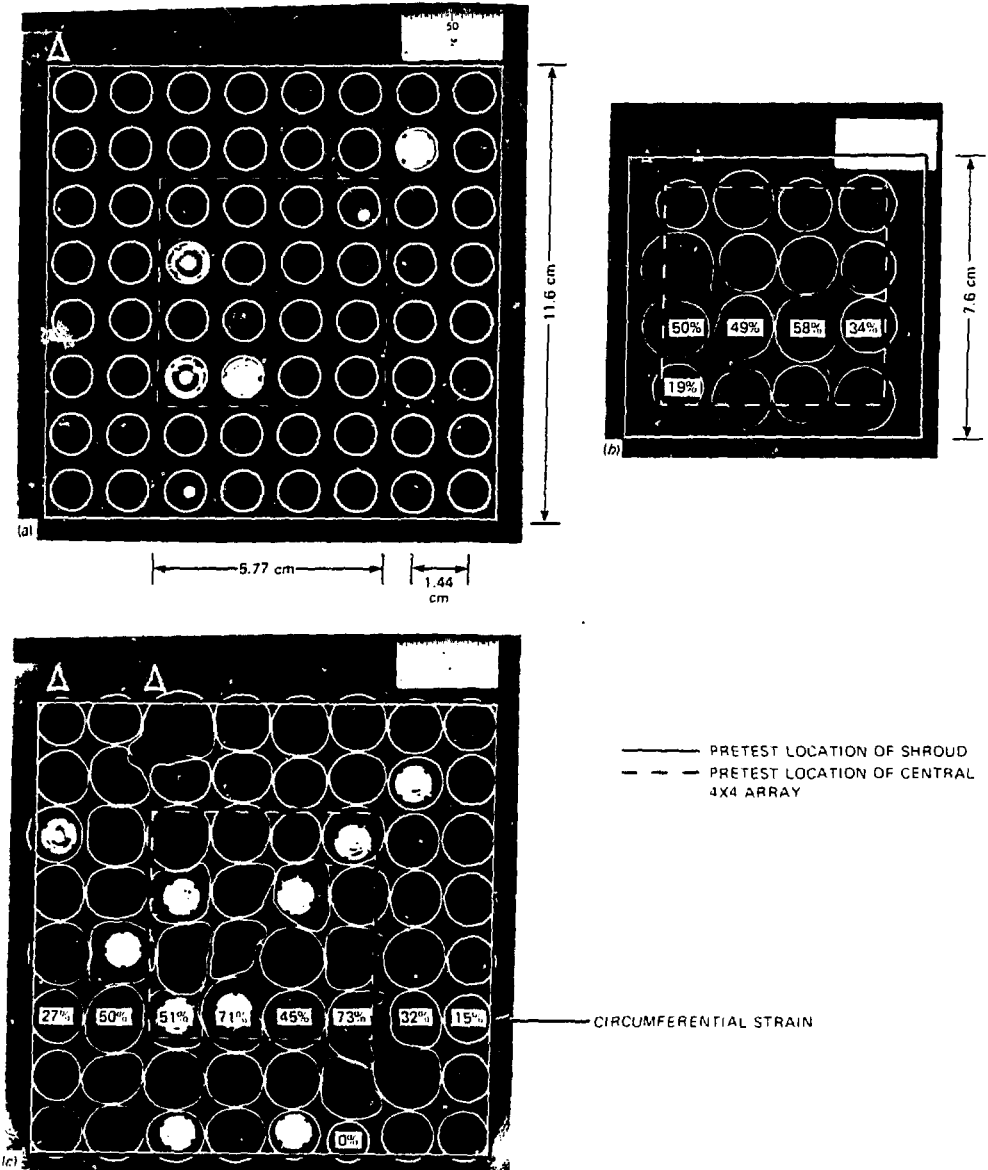 50
11.6 cm
(a)
5.77 cm
1.44
cm
50% 49% 58% 34%
19%
7.6 cm
(b)
PRETEST LOCATION OF SHROUD
PRETEST LOCATION OF CENTRAL
4X4 ARRAY
27% 50% 51% 71% 45% 73% 32% 15%
CIRCUMFERENTIAL STRAIN
0%
(c)